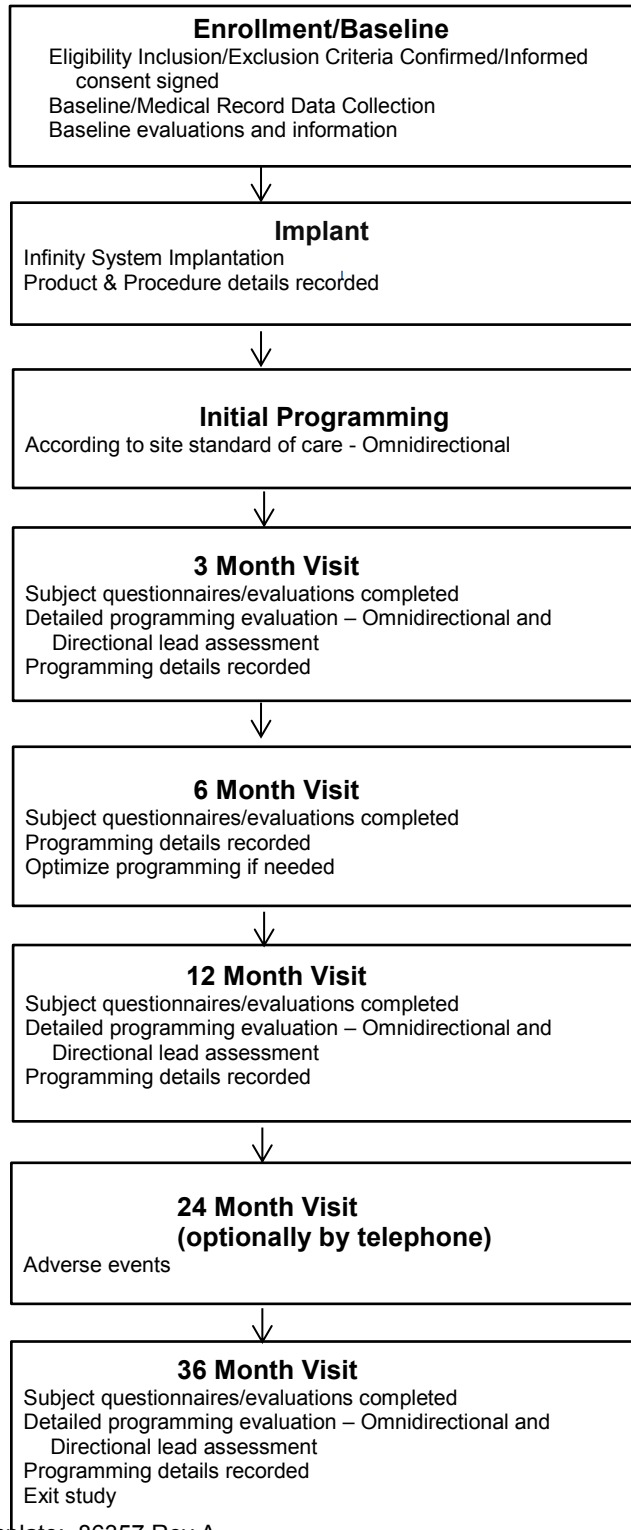 Enrollment/Baseline
Eligibility Inclusion/Exclusion Criteria Confirmed/Informed
consent signed
Baseline/Medical Record Data Collection
Baseline evaluations and information
Implant
Infinity System Implantation
Product & Procedure details recorded
Initial Programming
According to site standard of care - Omnidirectional
3 Month Visit
Subject questionnaires/evaluations completed
Detailed programming evaluation – Omnidirectional and
Directional lead assessment
Programming details recorded
6 Month Visit
Subject questionnaires/evaluations completed
Programming details recorded
Optimize programming if needed
12 Month Visit
Subject questionnaires/evaluations completed
Detailed programming evaluation – Omnidirectional and
Directional lead assessment
Programming details recorded
24 Month Visit
(optionally by telephone)
Adverse events
36 Month Visit
Subject questionnaires/evaluations completed
Detailed programming evaluation – Omnidirectional and
Directional lead assessment
Programming details recorded
Exit study
86357 Rev A